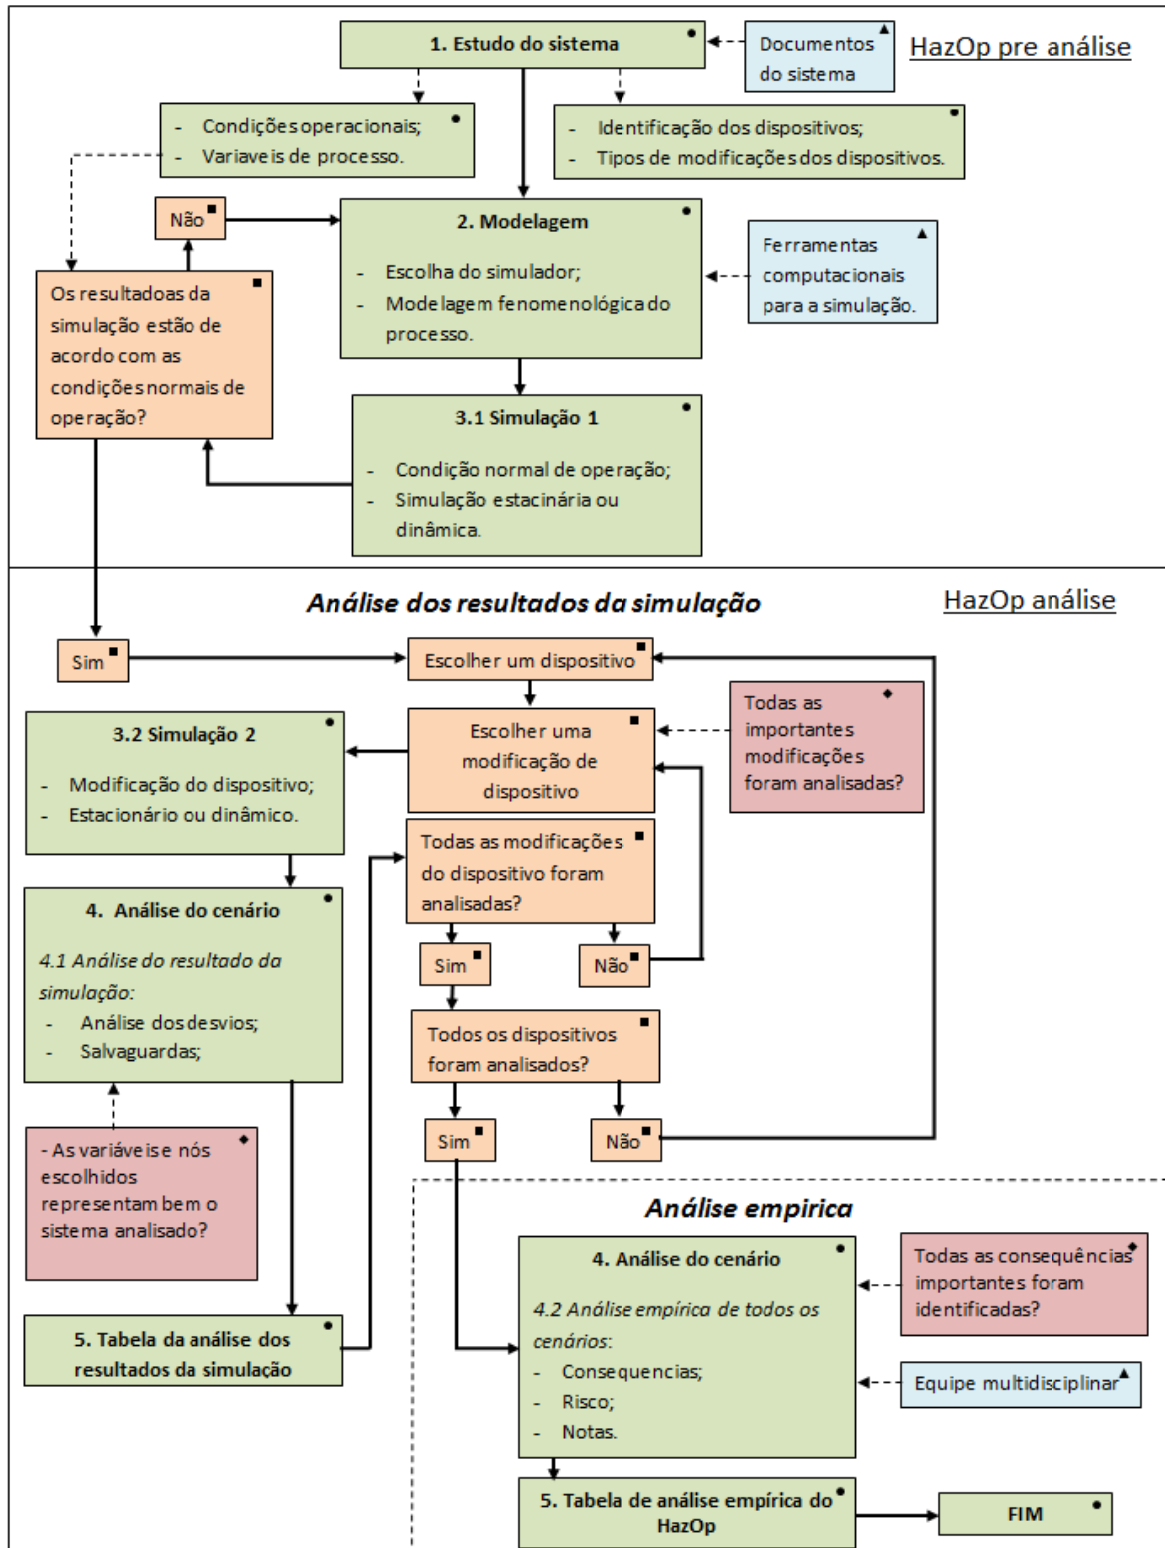 HazOp pre análise
1. Estudo do sistema
Documentos
do sistema
- Condições operacionais;
- Variaveis de processo.
- Identificação dos dispositivos;
- Tipos de modificações dos dispositivos.
Não
2. Modelagem
- Escolha do simulador;
- Modelagem fenomenológica do
processo.
Ferramentas
computacionais
para a simulação.
Os resultadoas da
simulação estão de
acordo com as
condições normais de
operação?
3.1 Simulação 1
- Condição normal de operação;
- Simulação estacinária ou
dinâmica.
Análise dos resultados da simulação
HazOp análise
Sim
Escolher um dispositivo
3.2 Simulação 2
- Modificação do dispositivo;
- Estacionário ou dinâmico.
Escolher uma
modificação de
dispositivo
Todas as
importantes
modificações
foram analisadas?
Todas as modificações
do dispositivo foram
analisadas?
4. Análise do cenário
4.1 Análise do resultado da
simulação:
- Análise dos desvios;
- Salvaguardas;
Sim
Não
Todos os dispositivos
foram analisados?
Sim
Não
- As variáveis e nós
escolhidos
representam bem o
sistema analisado?
Análise empirica
4. Análise do cenário
4.2 Análise empírica de todos os
cenários:
- Consequencias;
- Risco;
- Notas.
Todas as consequências
importantes foram
identificadas?
5. Tabela da análise dos
resultados da simulação
Equipe multidisciplinar
5. Tabela de análise empírica do
HazOp
FIM